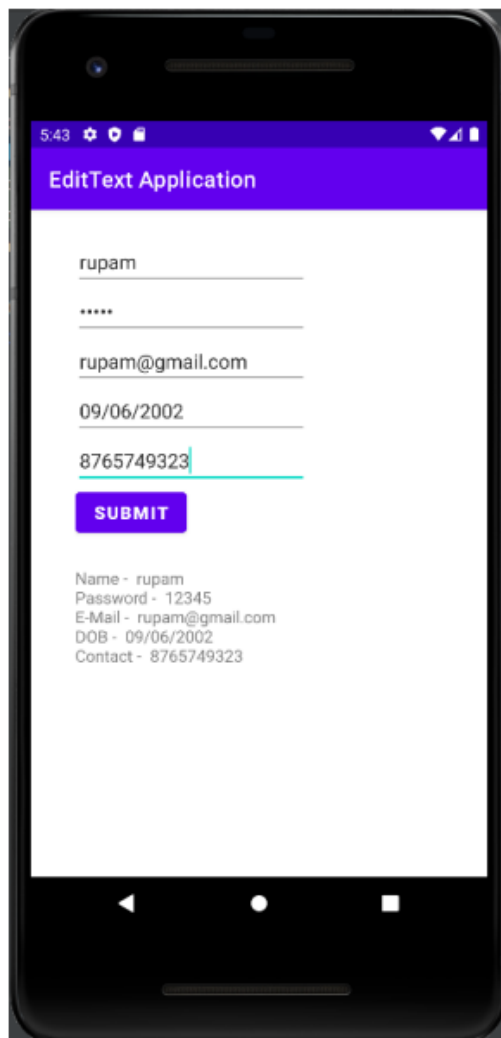 5:43
EditText Application
rupam
•••••
rupam@gmail.com
09/06/2002
8765749323
SUBMIT
Name - rupam
Password - 12345
E-Mail - rupam@gmail.com
DOB - 09/06/2002
Contact - 8765749323